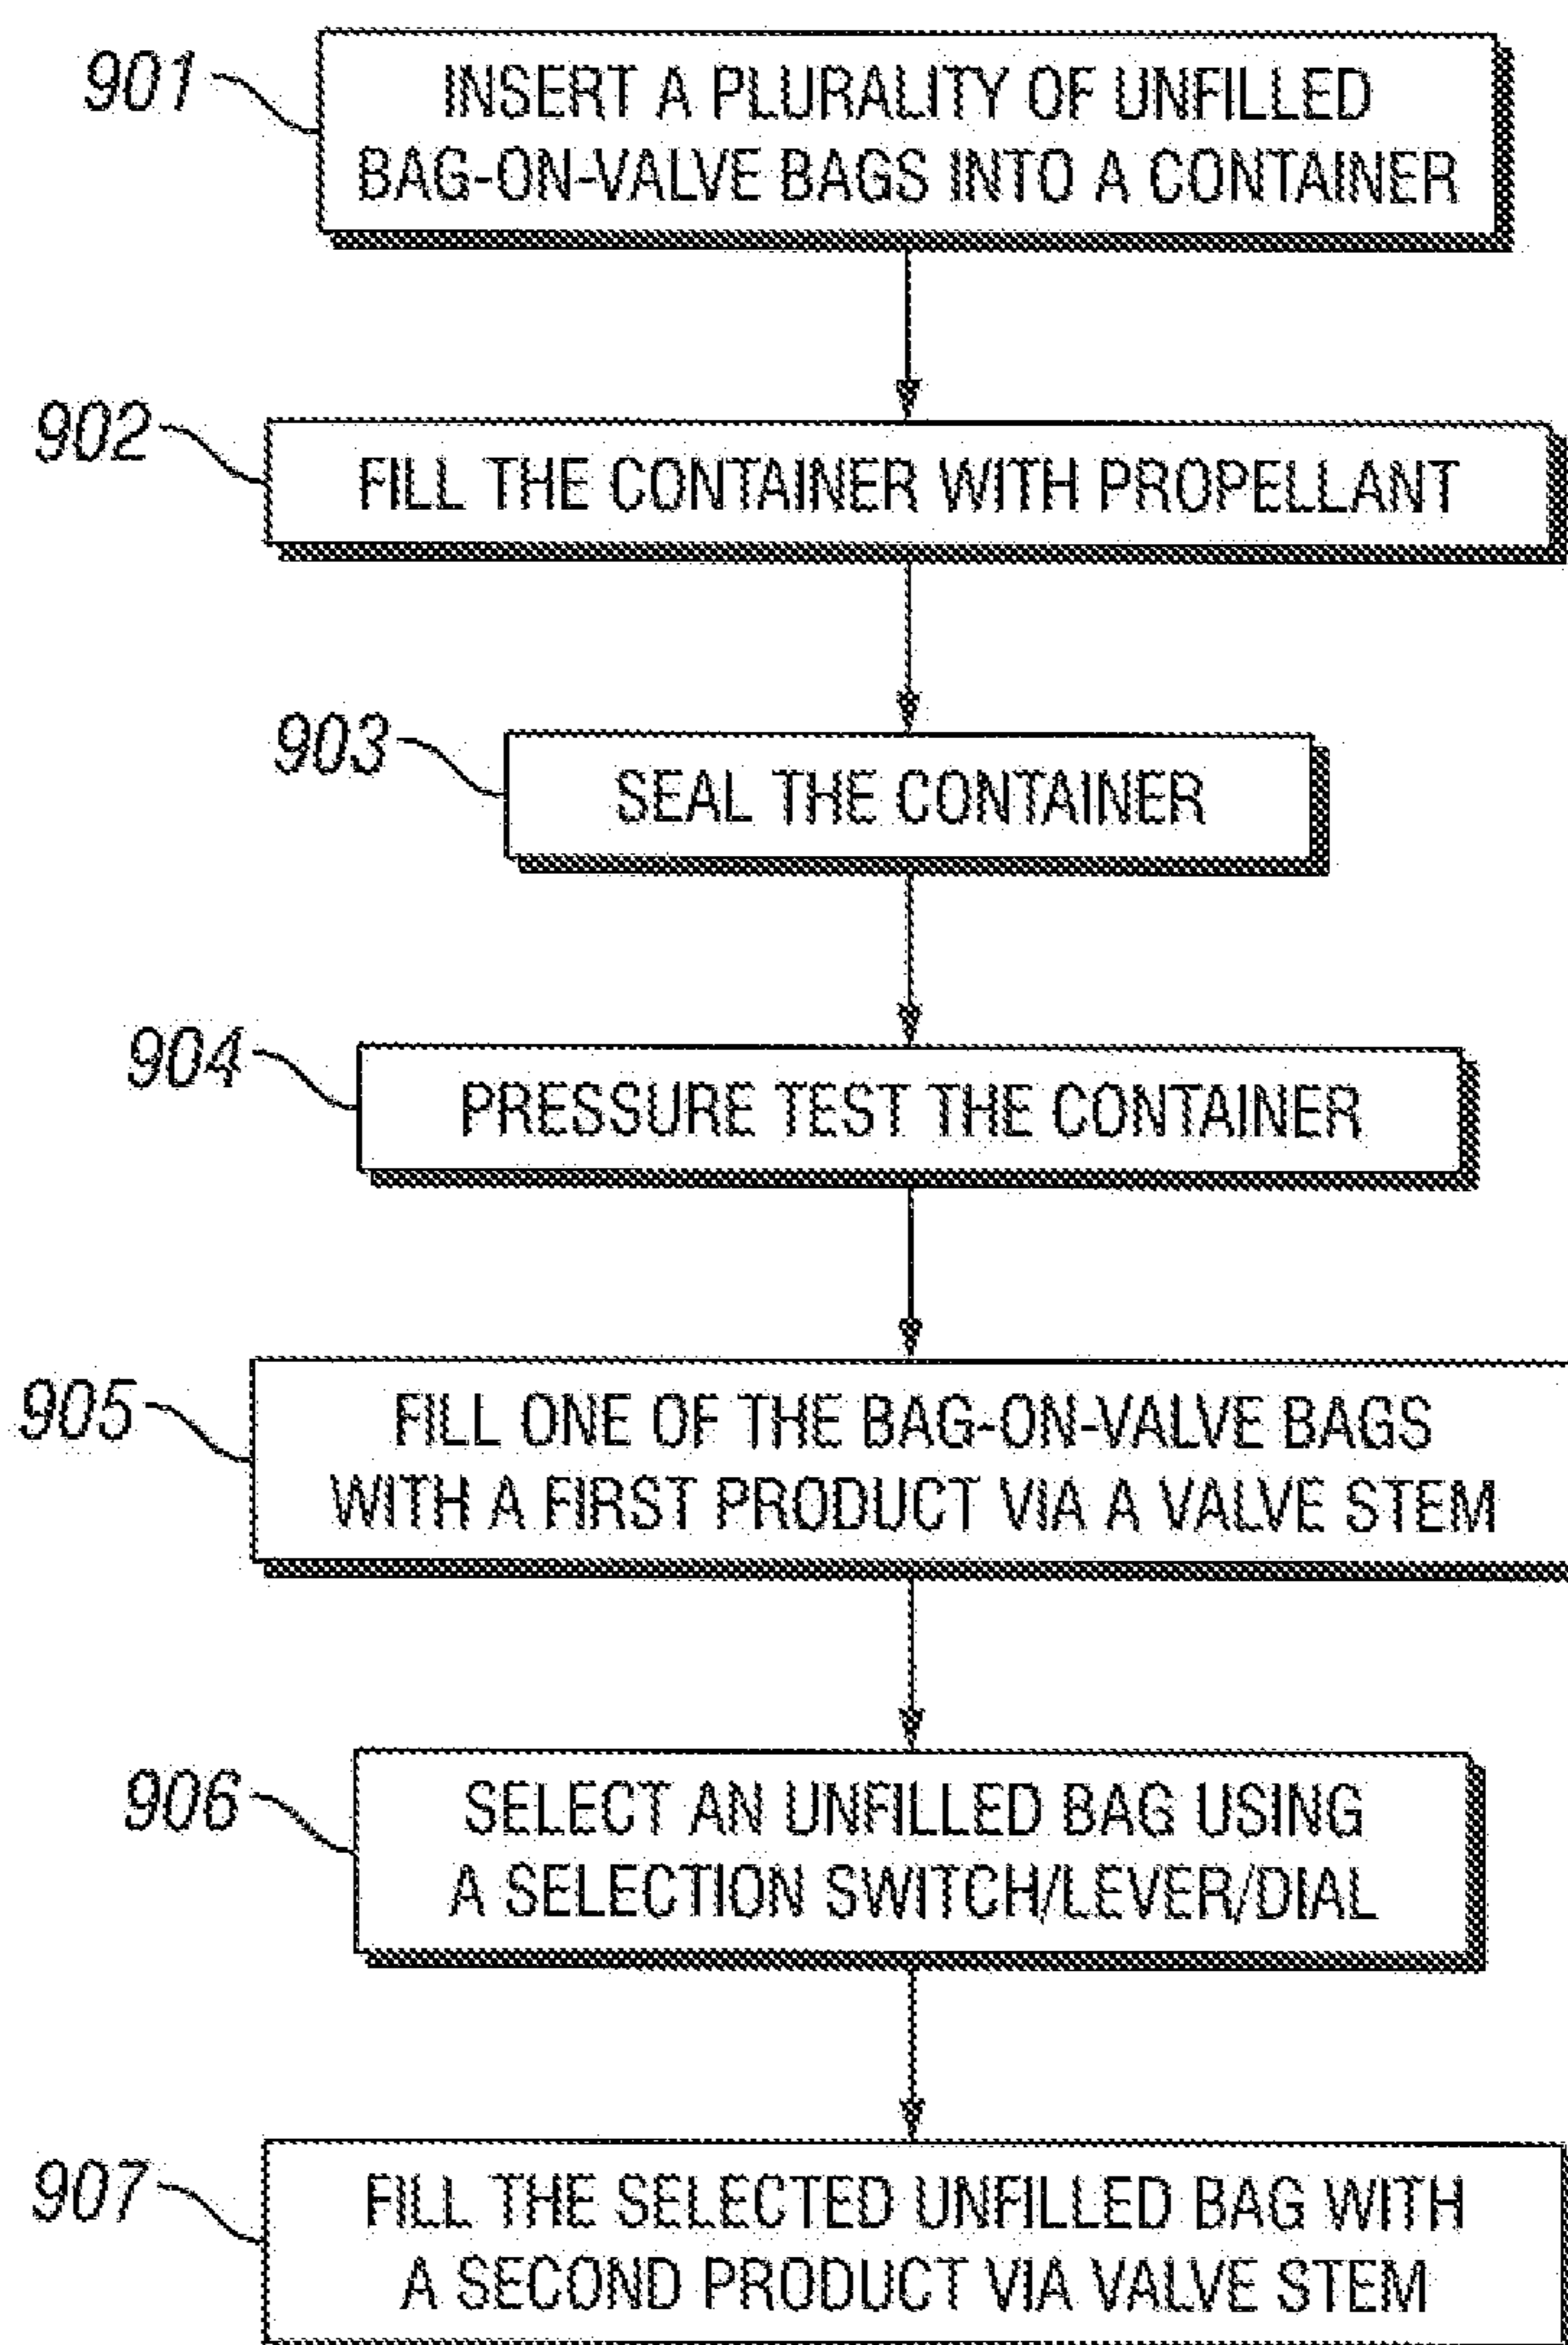 901
INSERT A PLURALITY OF UNFILLED
BAG-ON-VALVE BAGS INTO A CONTAINER
902
FILL THE CONTAINER WITH PROPELLANT
903
SEAL THE CONTAINER
904
PRESSURE TEST THE CONTAINER
905
FILL ONE OF THE BAG-ON-VALVE BAGS
WITH A FIRST PRODUCT VIA A VALVE STEM
906
SELECT AN UNFILLED BAG USING
A SELECTION SWITCH/LEVER/DIAL
907
FILL THE SELECTED UNFILLED BAG WITH
A SECOND PRODUCT VIA VALVE STEM